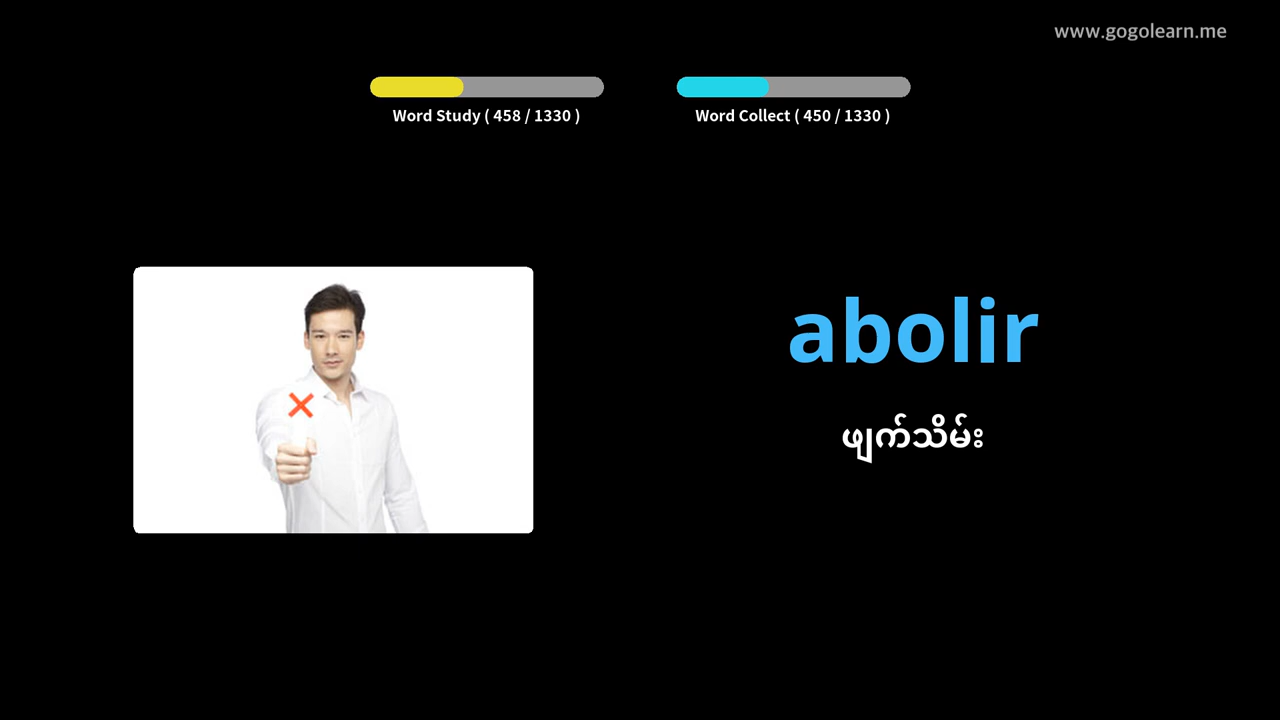 www.gogolearn.me
Word Study ( 458 / 1330 )
Word Collect ( 450 / 1330 )
abolir
ဖျက်သိမ်း